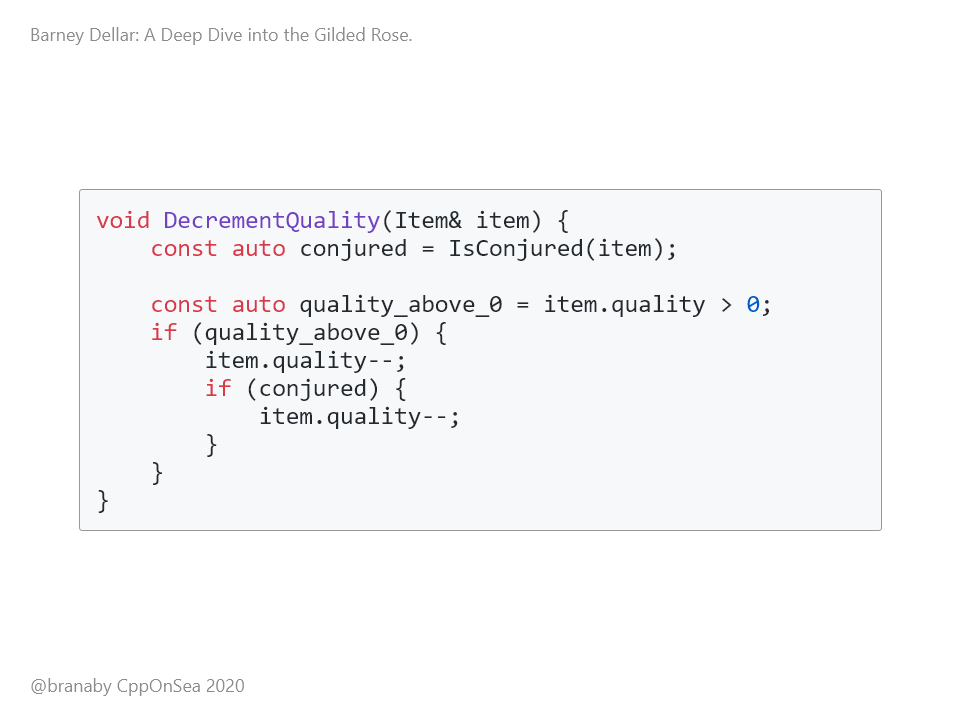 Barney Dellar: A Deep Dive into the Gilded Rose.
void DecrementQuality(Item& item) {
    const auto conjured = IsConjured(item);

    const auto quality_above_0 = item.quality > 0;
    if (quality_above_0) {
        item.quality--;
        if (conjured) {
            item.quality--;
        }
    }
}
@branaby CppOnSea 2020